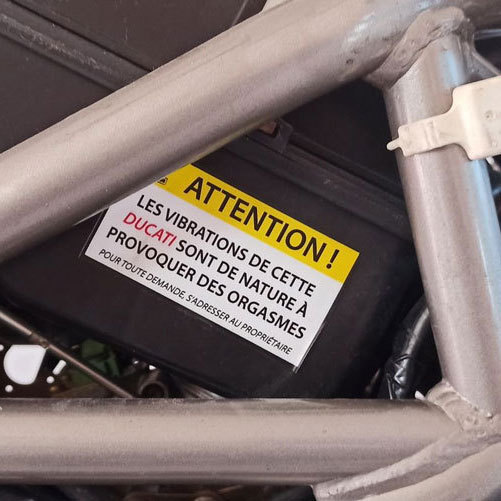 ATTENTION !
LES VIBRATIONS DE CETTE
DUCATI SONT DE NATURE À
PROVOQUER DES ORGASMES
POUR TOUTE DEMANDE, S'ADRESSER AU PROPRIÉTAIRE